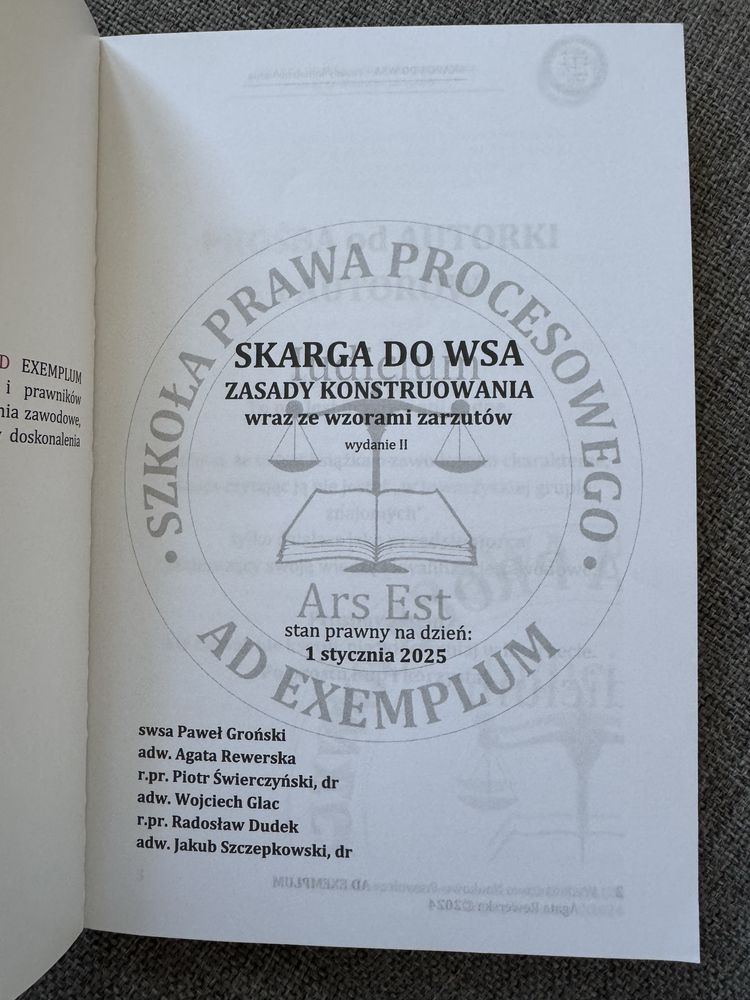 D EXEMPLUM
i prawników
nia zawodowe,
doskonalenia
SZKOŁA PRAWA PROCESOWEGO
Iudicium
SKARGA DO WSA
ZASADY KONSTRUOWANIA
wraz ze wzorami zarzutów
wydanie II
Ars Est
stan prawny na dzień:
1 stycznia 2025
AD EXEMPLUM
swsa Paweł Groński
adw. Agata Rewerska
r.pr. Piotr Świerczyński, dr
adw. Wojciech Glac
r.pr. Radosław Dudek
adw. Jakub Szczepkowski, dr